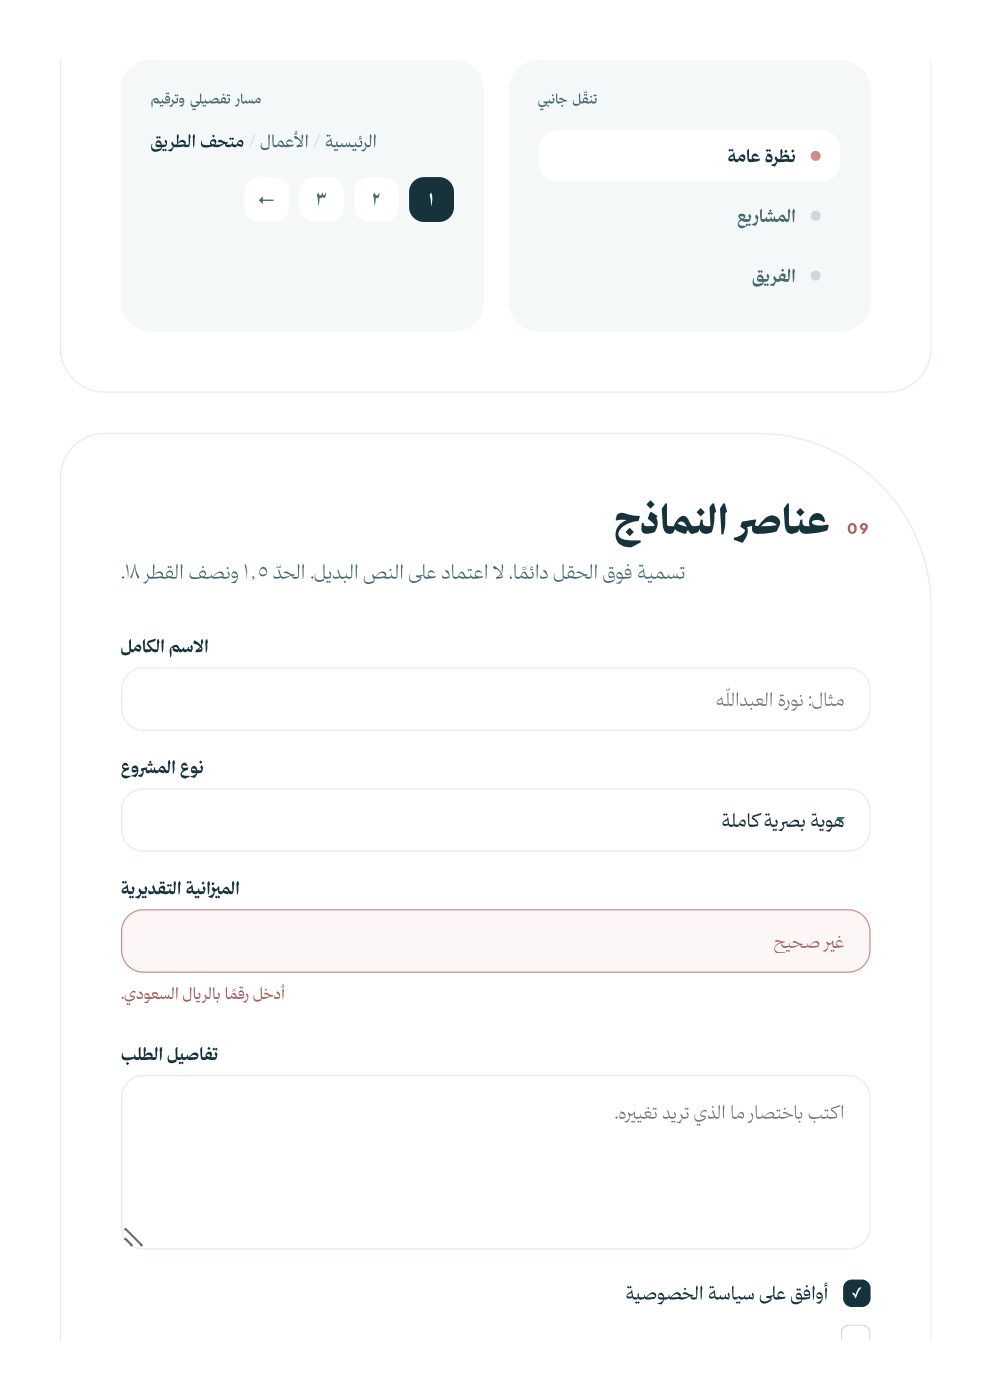 تنقّل جانبي
نظرة عامة
المشاريع
الفريق
مسار تفصيلي وترقيم
الرئيسية / الأعمال / متحف الطريق
١ ٢ ٣ ←
09 عناصر النماذج
تسمية فوق الحقل دائمًا، لا اعتماد على النص البديل. الحدّ ١,٥ ونصف القطر ١٨.
الاسم الكامل
مثال: نورة العبدالله
نوع المشروع
هوية بصرية كاملة
الميزانية التقديرية
غير صحيح
أدخل رقمًا بالريال السعودي.
تفاصيل الطلب
اكتب باختصار ما الذي تريد تغييره.
✓ أوافق على سياسة الخصوصية